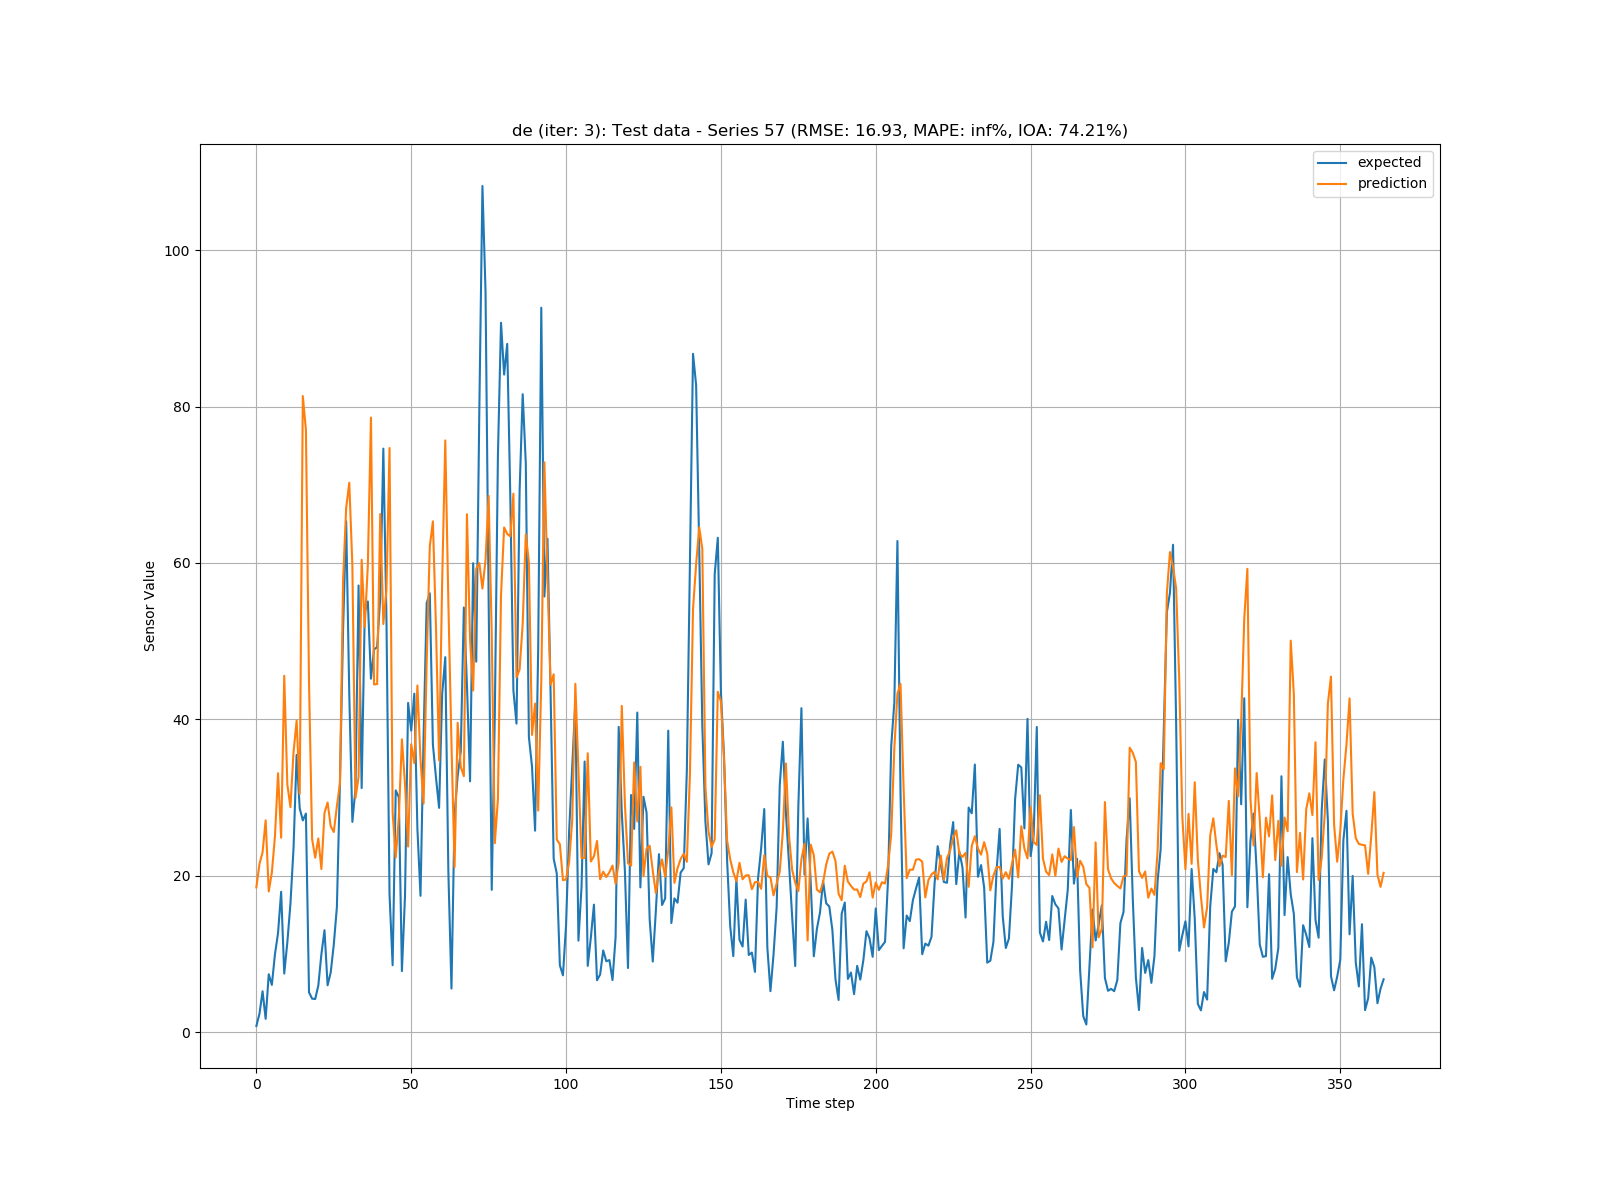 de (iter: 3): Test data - Series 57 (RMSE: 16.93, MAPE: inf%, IOA: 74.21%)
expected
prediction
100
80
60
40
20
0
Sensor Value
0 50 100 150 200 250 300 350
Time step